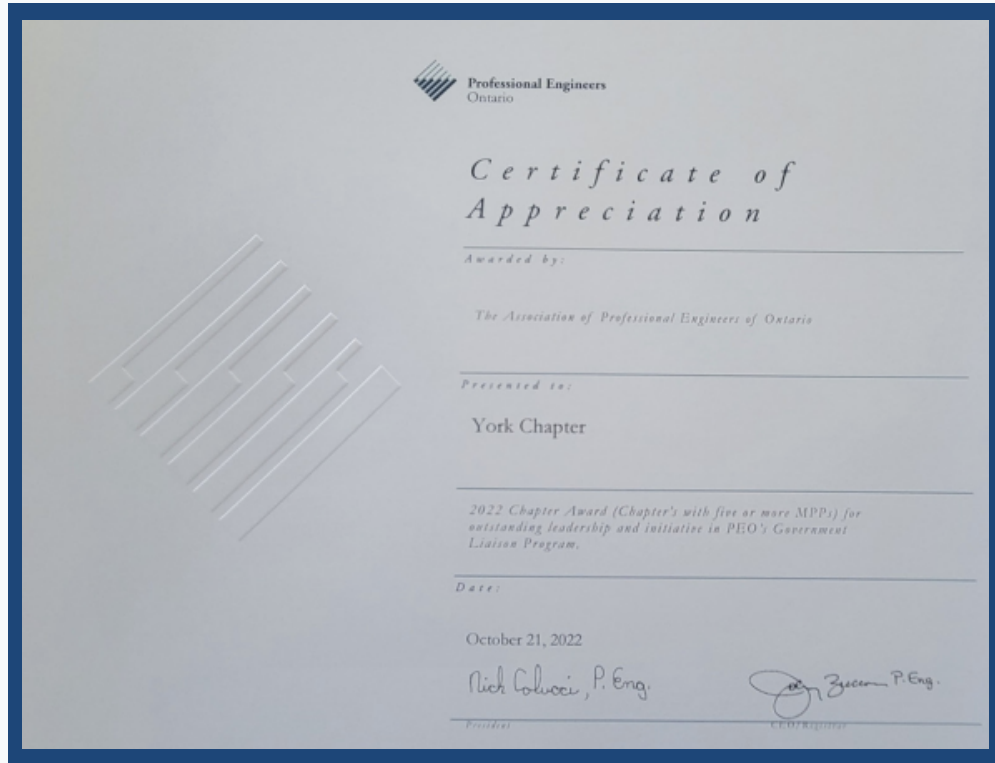 Professional Engineers
Ontario
Certificate of
Appreciation
Awarded by:
The Association of Professional Engineers of Ontario
Presented to:
York Chapter
2022 Chapter Award (Chapter's with five or more MPPs) for
outstanding leadership and initiative in PEO's Government
Liaison Program.
Date:
October 21, 2022
Nick Colucci, P. Eng.
P. Eng.
President
CEO/Registrar